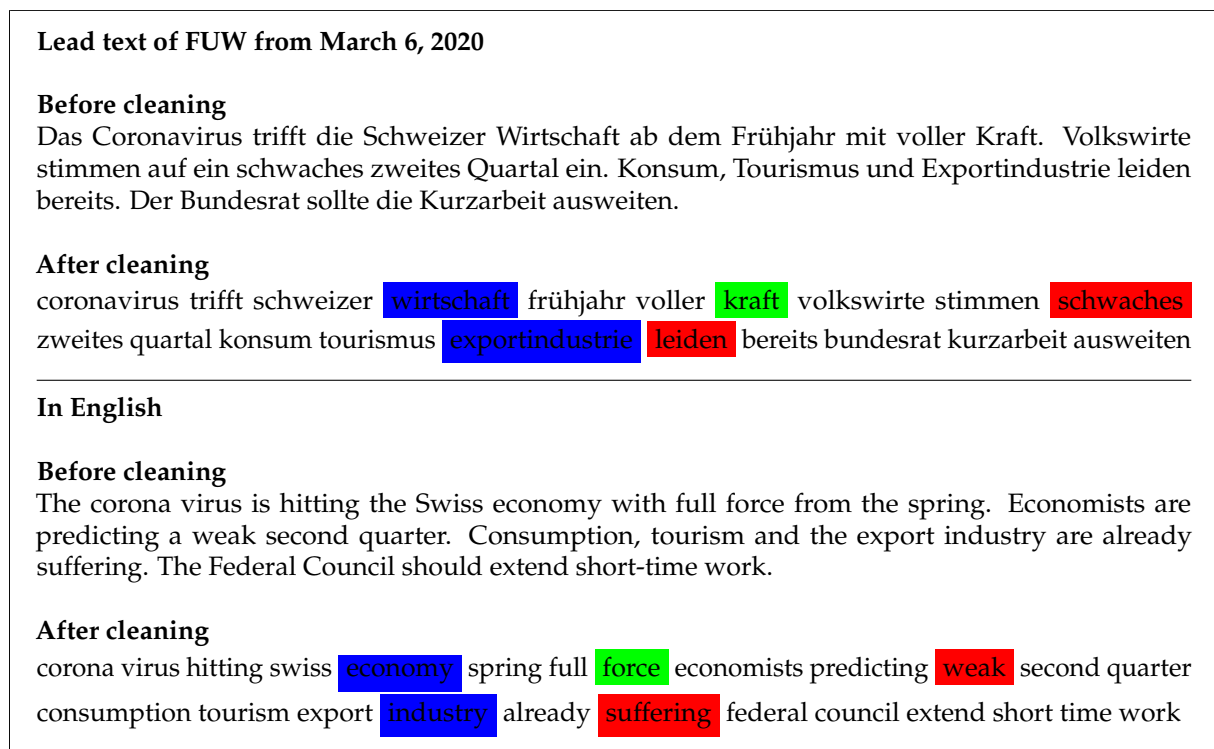 Lead text of FUW from March 6, 2020
Before cleaning
Das Coronavirus trifft die Schweizer Wirtschaft ab dem Frühjahr mit voller Kraft. Volkswirte
stimmen auf ein schwaches zweites Quartal ein. Konsum, Tourismus und Exportindustrie leiden
bereits. Der Bundesrat sollte die Kurzarbeit ausweiten.
After cleaning
coronavirus trifft schweizer wirtschaft frühjahr voller kraft volkswirte stimmen schwaches
zweites quartal konsum tourismus exportindustrie leiden bereits bundesrat kurzarbeit ausweiten
In English
Before cleaning
The corona virus is hitting the Swiss economy with full force from the spring. Economists are
predicting a weak second quarter. Consumption, tourism and the export industry are already
suffering. The Federal Council should extend short-time work.
After cleaning
corona virus hitting swiss economy spring full force economists predicting weak second quarter
consumption tourism export industry already suffering federal council extend short time work